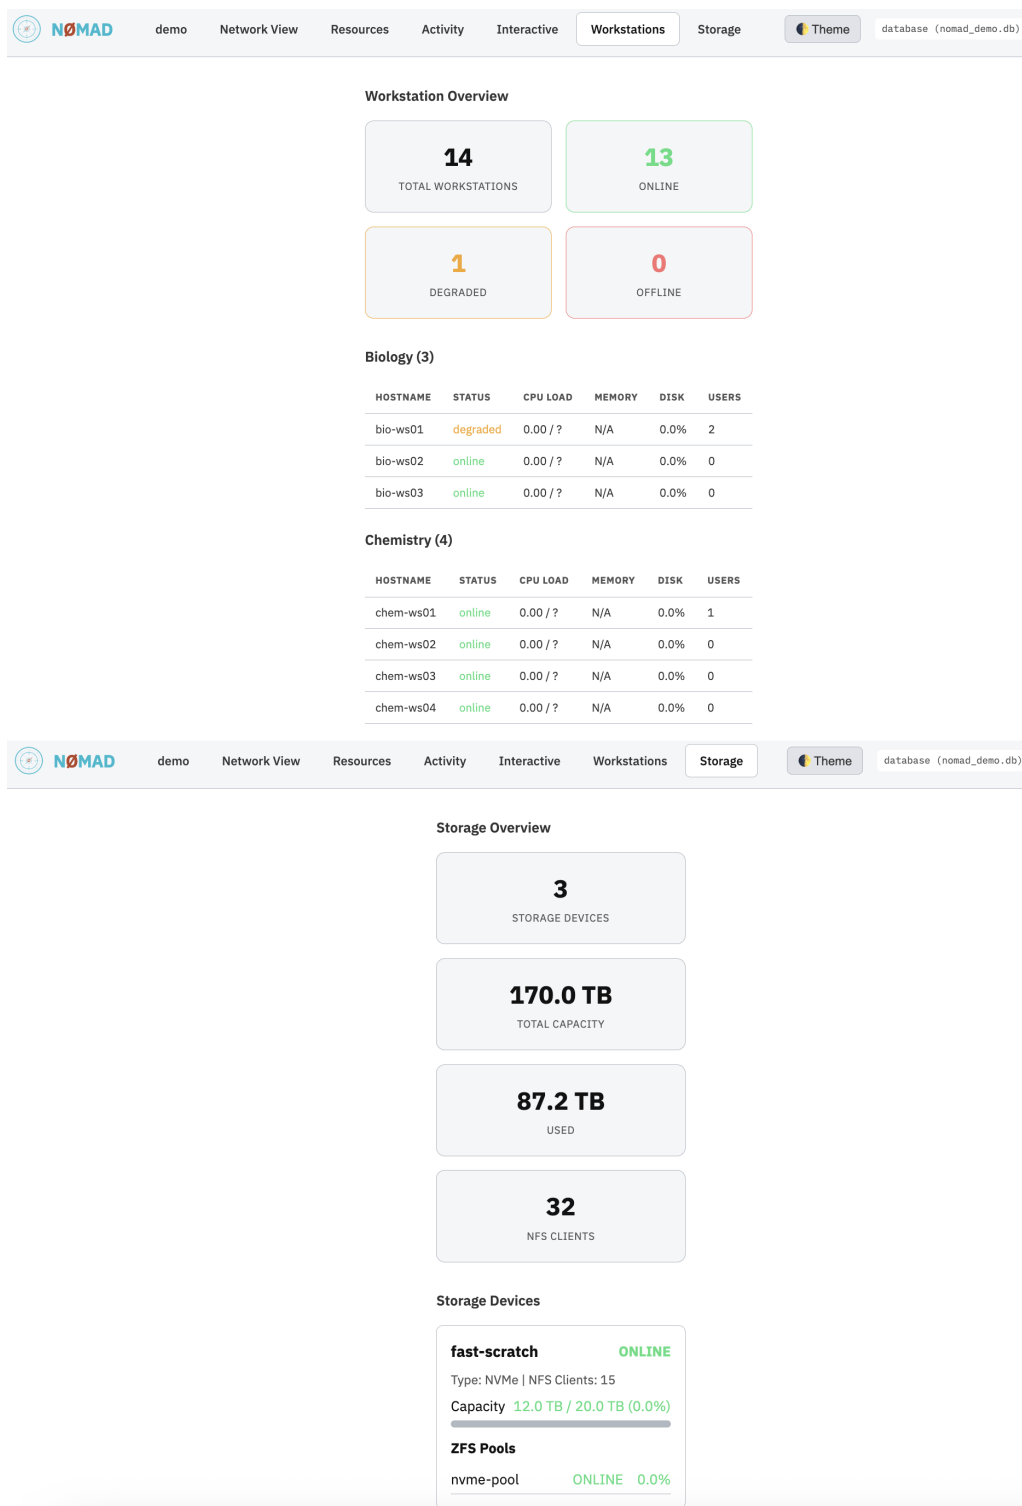 NØMAD demo Network View Resources Activity Interactive Workstations Storage Theme database (nomad_demo.db)
Workstation Overview
14 13
TOTAL WORKSTATIONS ONLINE
1 0
DEGRADED OFFLINE
Biology (3)
HOSTNAME STATUS CPU LOAD MEMORY DISK USERS
bio-ws01 degraded 0.00 / ? N/A 0.0% 2
bio-ws02 online 0.00 / ? N/A 0.0% 0
bio-ws03 online 0.00 / ? N/A 0.0% 0
Chemistry (4)
HOSTNAME STATUS CPU LOAD MEMORY DISK USERS
chem-ws01 online 0.00 / ? N/A 0.0% 1
chem-ws02 online 0.00 / ? N/A 0.0% 0
chem-ws03 online 0.00 / ? N/A 0.0% 0
chem-ws04 online 0.00 / ? N/A 0.0% 0
NØMAD demo Network View Resources Activity Interactive Workstations Storage Theme database (nomad_demo.db)
Storage Overview
3
STORAGE DEVICES
170.0 TB
TOTAL CAPACITY
87.2 TB
USED
32
NFS CLIENTS
Storage Devices
fast-scratch ONLINE
Type: NVMe | NFS Clients: 15
Capacity 12.0 TB / 20.0 TB (0.0%)
ZFS Pools
nvme-pool ONLINE 0.0%